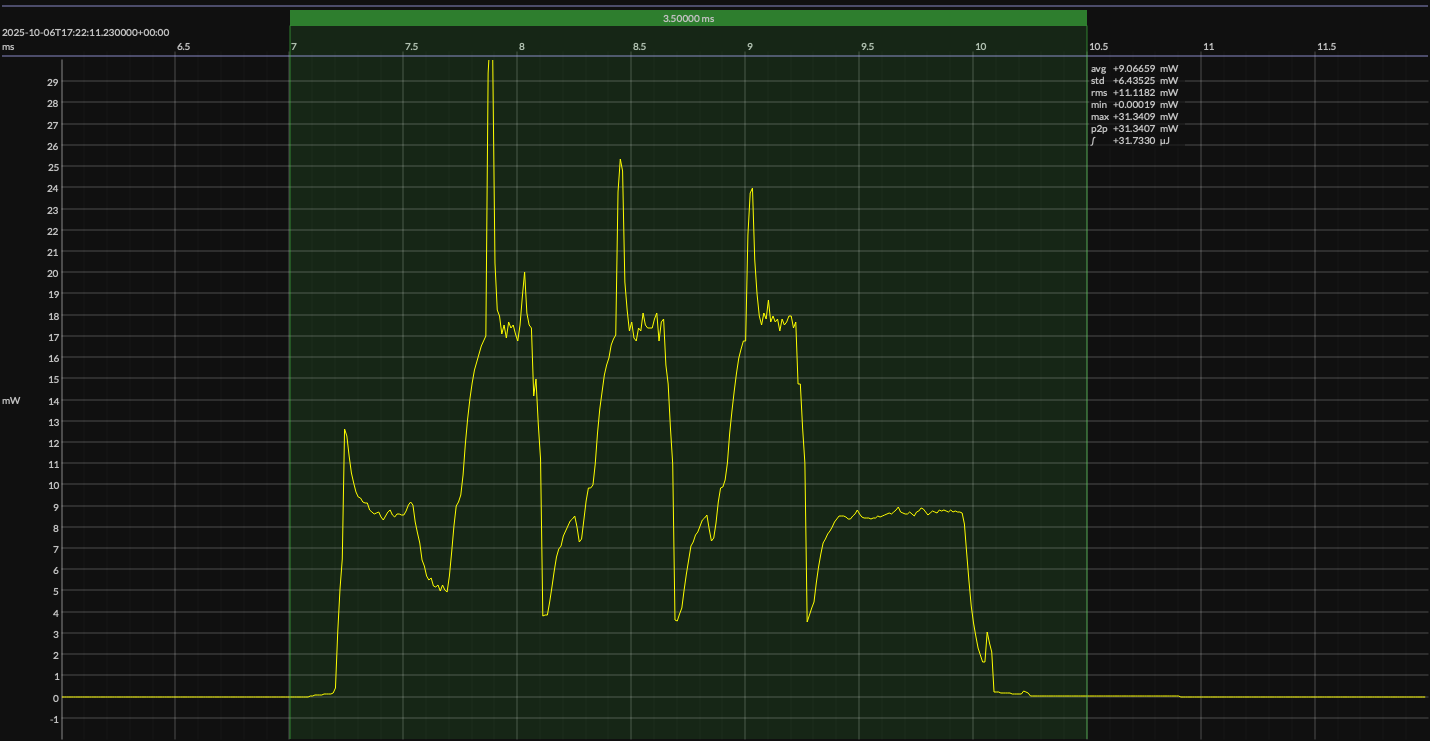 3.50000 ms
2025-10-06T17:22:11.230000+00:00
ms 6.5 7 7.5 8 8.5 9 9.5 10 10.5 11 11.5
avg +9.06659 mW
std +6.43525 mW
rms +11.1182 mW
min +0.00019 mW
max +31.3409 mW
p2p +31.3407 mW
∫ +31.7330 µJ
29
28
27
26
25
24
23
22
21
20
19
18
17
16
15
mW 14
13
12
11
10
9
8
7
6
5
4
3
2
1
0
-1